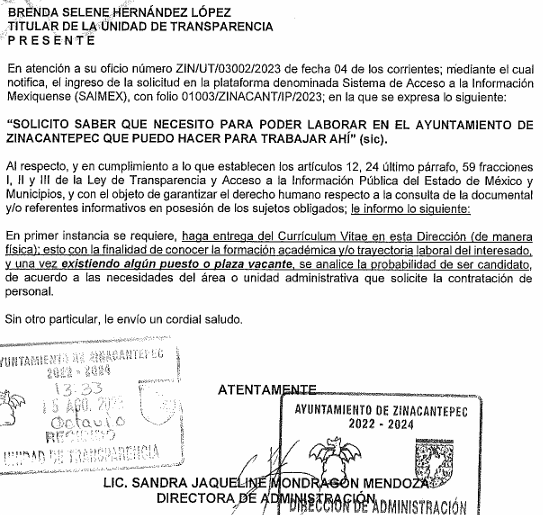 BRENDA SELENE HERNÁNDEZ LÓPEZ
TITULAR DE LA UNIDAD DE TRANSPARENCIA
P R E S E N T E
En atención a su oficio número ZIN/UT/03002/2023 de fecha 04 de los corrientes; mediante el cual
notifica, el ingreso de la solicitud en la plataforma denominada Sistema de Acceso a la Información
Mexiquense (SAIMEX), con folio 01003/ZINACANT/IP/2023; en la que se expresa lo siguiente:
“SOLICITO SABER QUE NECESITO PARA PODER LABORAR EN EL AYUNTAMIENTO DE
ZINACANTEPEC QUE PUEDO HACER PARA TRABAJAR AHÍ” (sic).
Al respecto, y en cumplimiento a lo que establecen los artículos 12, 24 último párrafo, 59 fracciones
I, II y III de la Ley de Transparencia y Acceso a la Información Pública del Estado de México y
Municipios, y con el objeto de garantizar el derecho humano respecto a la consulta de la documental
y/o referentes informativos en posesión de los sujetos obligados; le informo lo siguiente:
En primer instancia se requiere, haga entrega del Currículum Vitae en esta Dirección (de manera
física); esto con la finalidad de conocer la formación académica y/o trayectoria laboral del interesado,
y una vez existiendo algún puesto o plaza vacante, se analice la probabilidad de ser candidato,
de acuerdo a las necesidades del área o unidad administrativa que solicite la contratación de
personal.
Sin otro particular, le envío un cordial saludo.
AYUNTAMIENTO DE ZINACANTEPEC
2022 - 2024
13:33
15 AGO. 2023
Octavio
RECIBIDO
UNIDAD DE TRANSPARENCIA
ATENTAMENTE
AYUNTAMIENTO DE ZINACANTEPEC
2022 - 2024
LIC. SANDRA JAQUELINE MONDRAGÓN MENDOZA
DIRECTORA DE ADMINISTRACIÓN
DIRECCIÓN DE ADMINISTRACIÓN